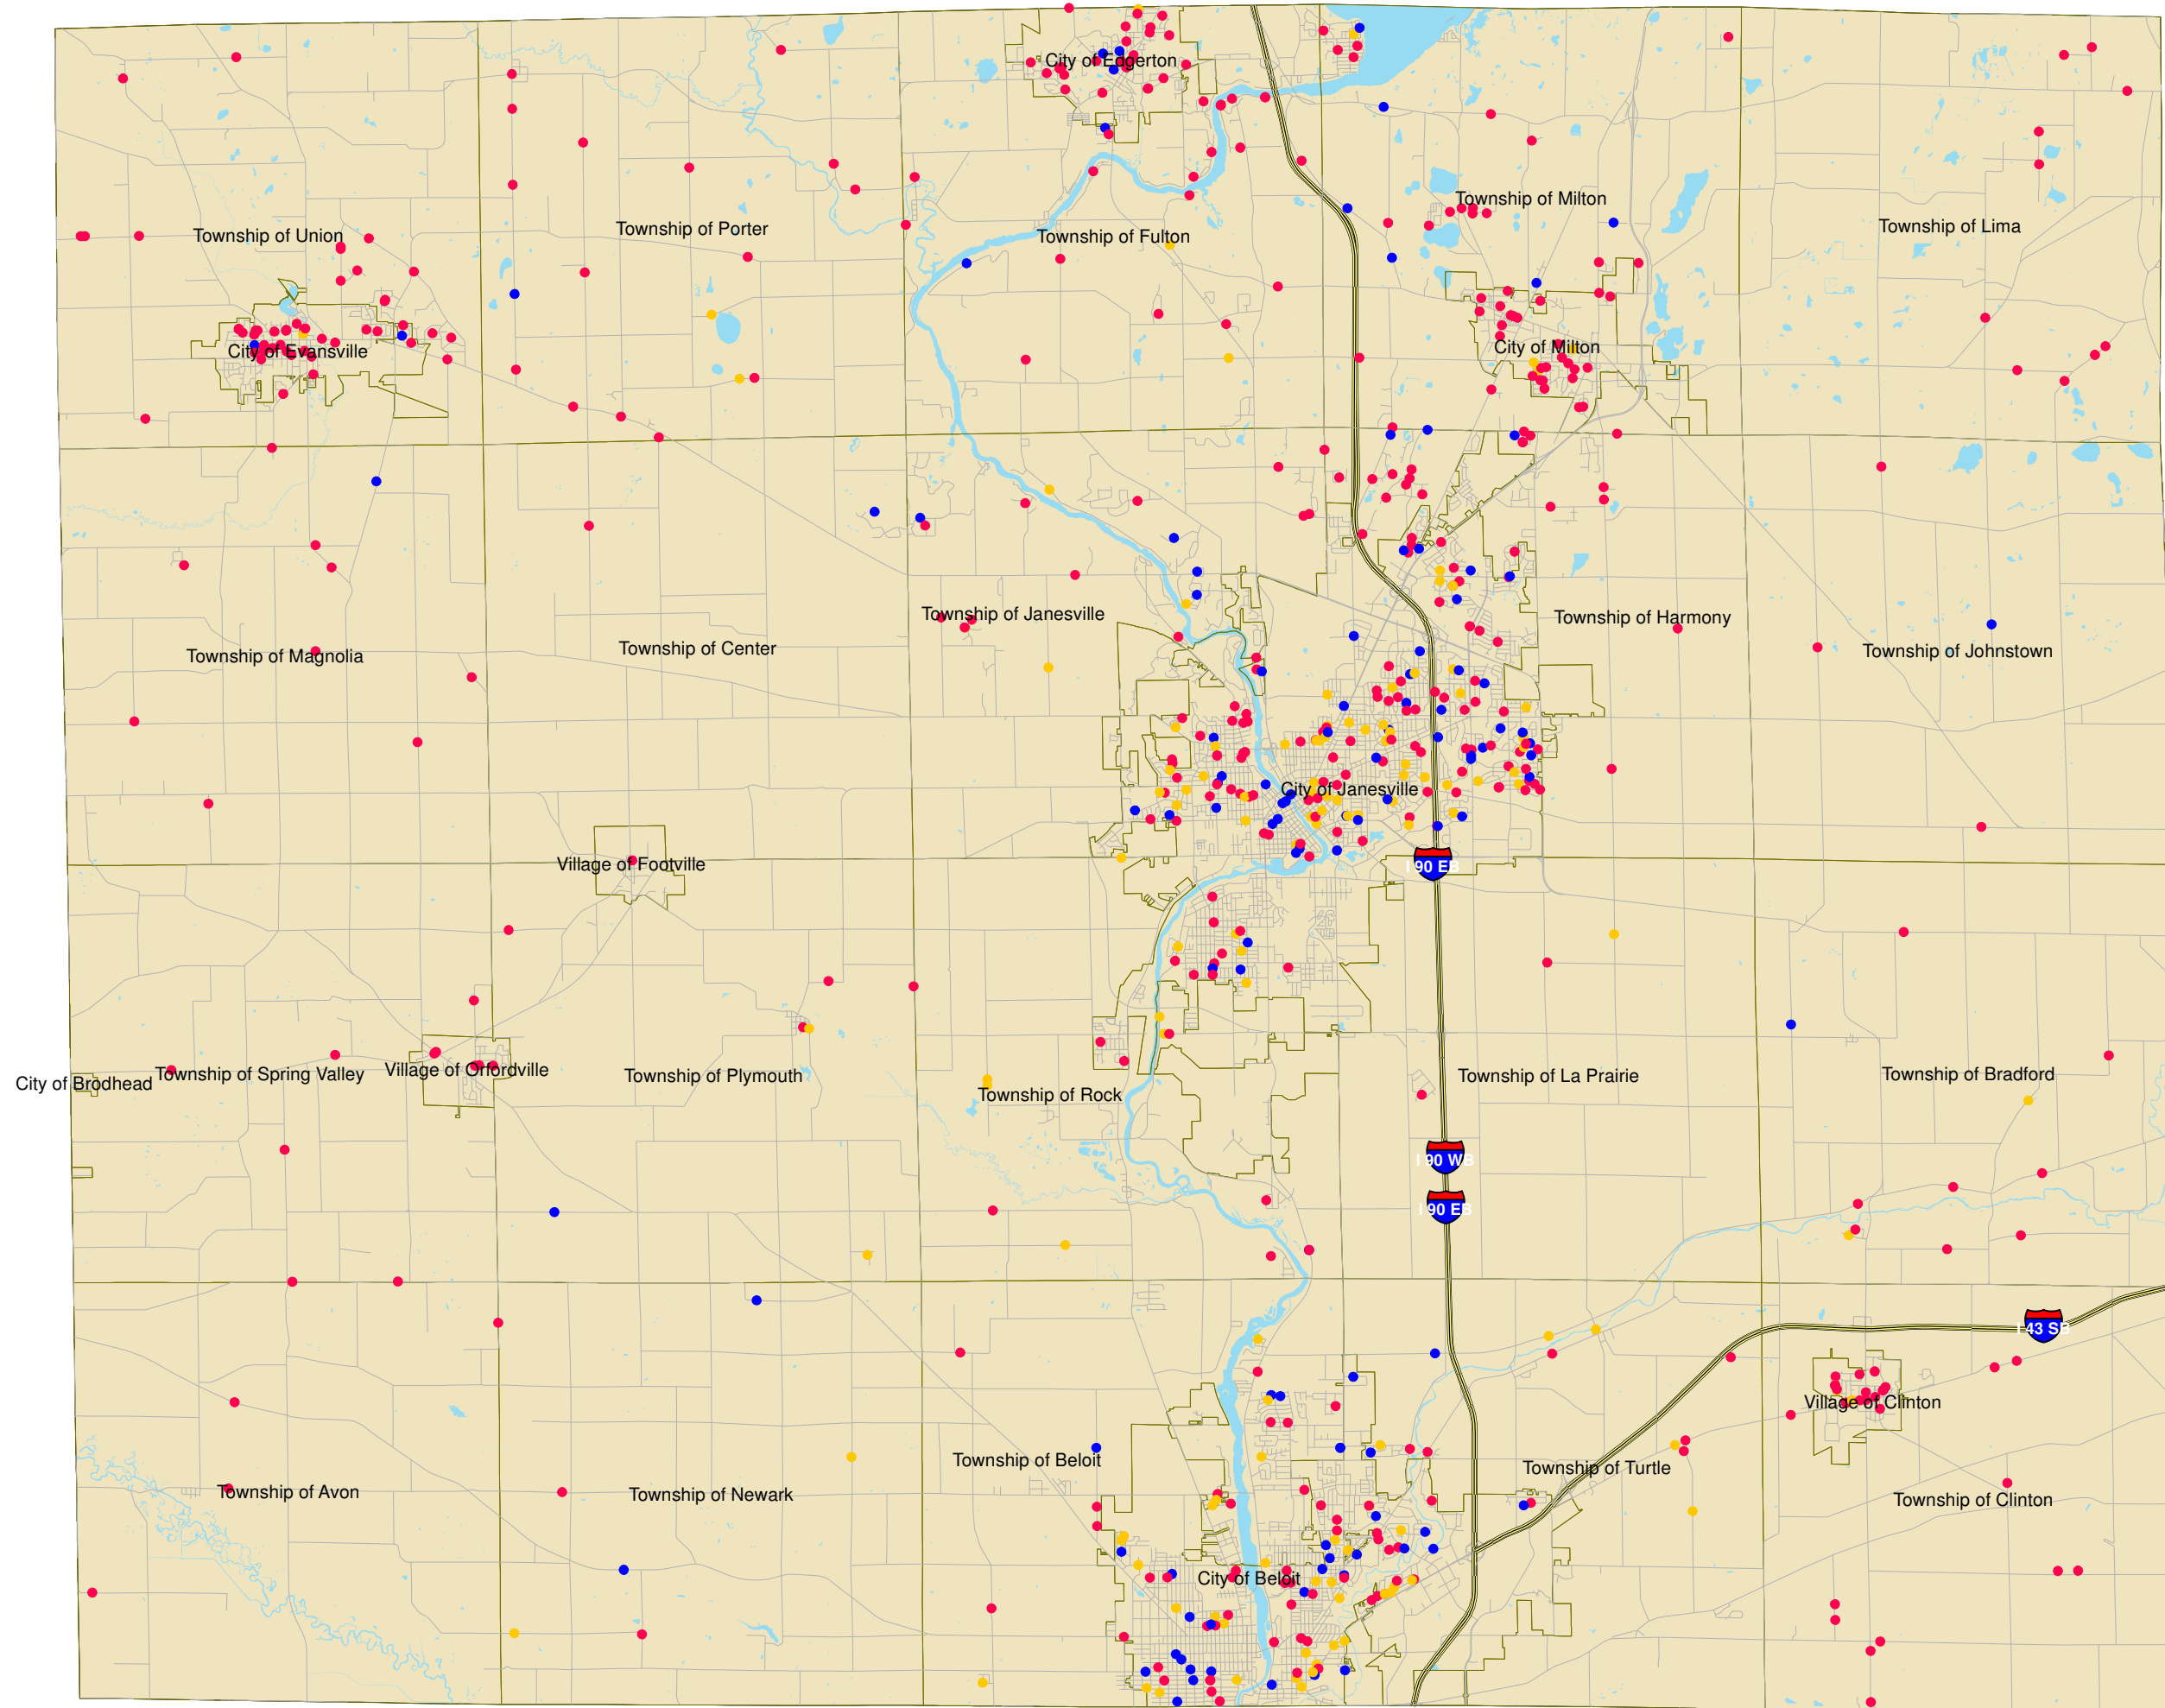 City of Edgerton
Township of Milton
Township of Lima
Township of Porter
Township of Union
Township of Fulton
City of Milton
City of Evansville
Township of Janesville
Township of Harmony
Township of Center
Township of Johnstown
Township of Magnolia
City of Janesville
Village of Footville
I 90 EB
Village of Orfordville
Township of Spring Valley
Township of Plymouth
Township of La Prairie
Township of Bradford
City of Brodhead
Township of Rock
I 90 WB
I 90 EB
I 43 SB
Village of Clinton
Township of Beloit
Township of Turtle
Township of Avon
Township of Newark
Township of Clinton
City of Beloit